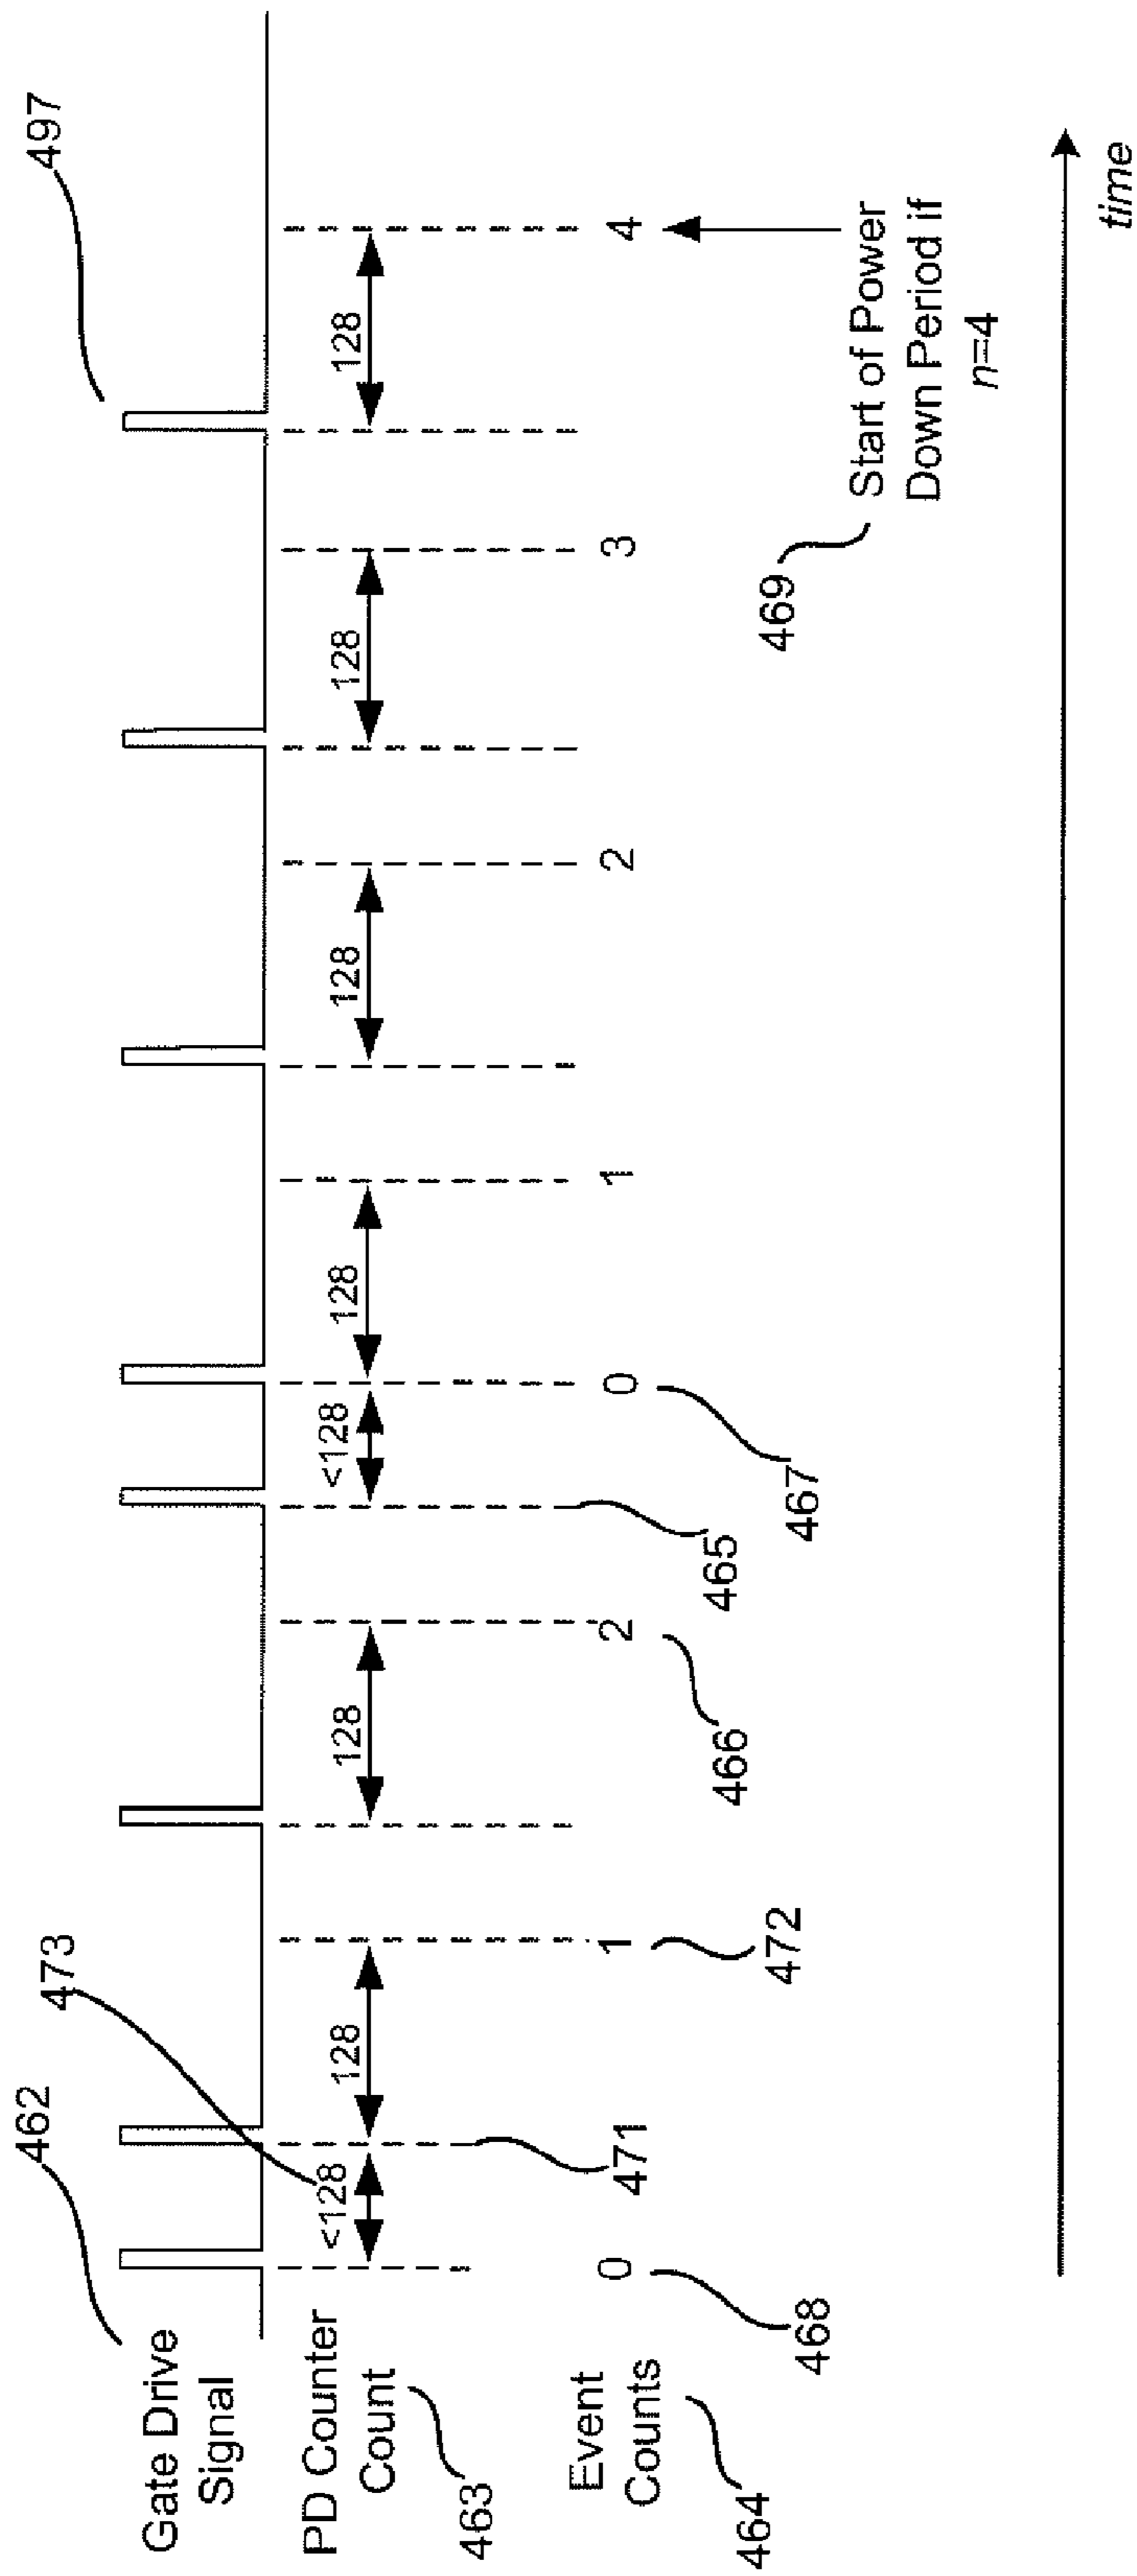 462
473
497
Gate Drive
Signal
PD Counter
Count
463
<128
128
128
<128
128
128
128
128
471
465
Event
Counts
464
0
1
2
0
1
2
3
4
468
472
466
467
469
Start of Power
Down Period if
n=4
time